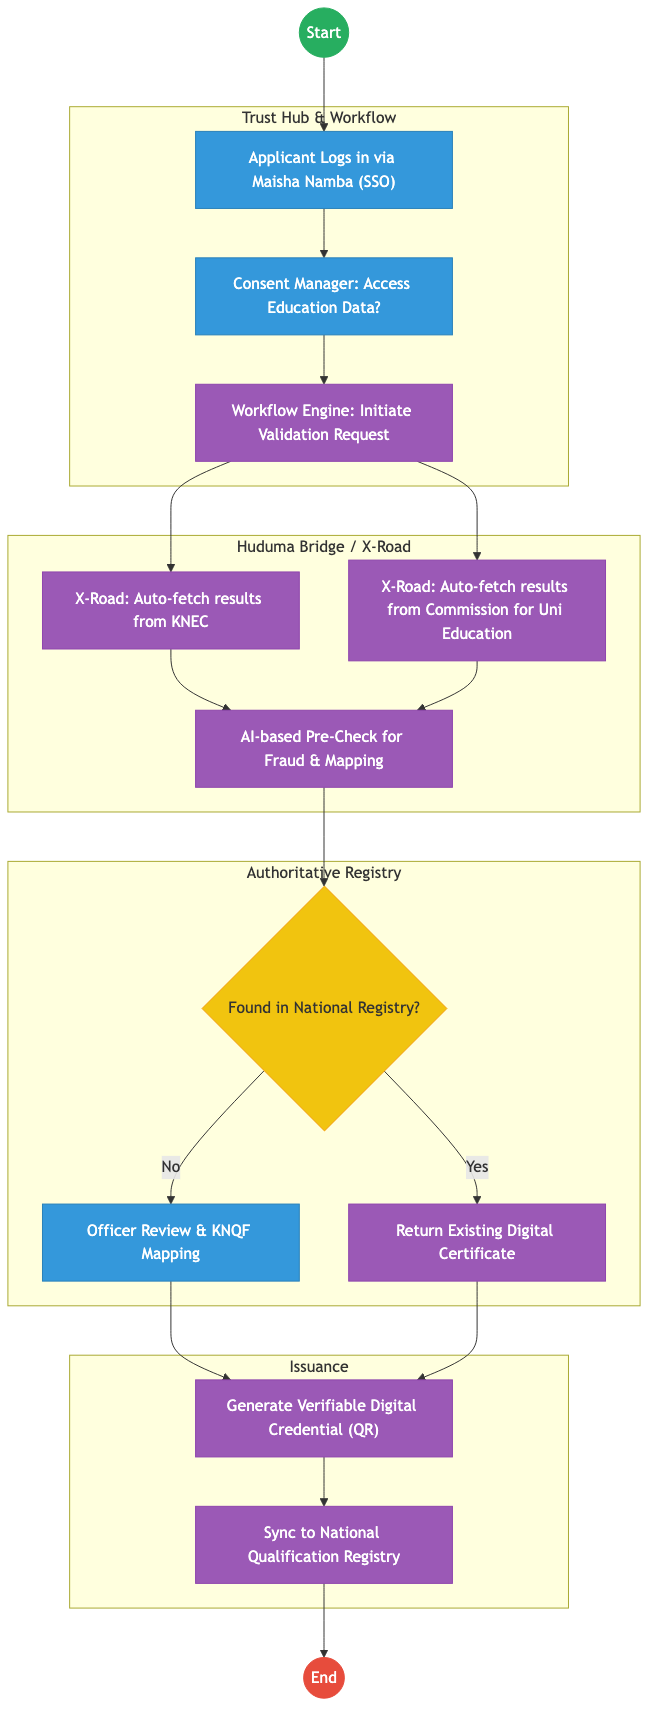 Start
Trust Hub & Workflow
Applicant Logs in via
Maisha Namba (SSO)
Consent Manager: Access
Education Data?
Workflow Engine: Initiate
Validation Request
Huduma Bridge / X-Road
X-Road: Auto-fetch results
from KNEC
X-Road: Auto-fetch results
from Commission for Uni
Education
AI-based Pre-Check for
Fraud & Mapping
Authoritative Registry
Found in National Registry?
No
Yes
Officer Review & KNQF
Mapping
Return Existing Digital
Certificate
Issuance
Generate Verifiable Digital
Credential (QR)
Sync to National
Qualification Registry
End